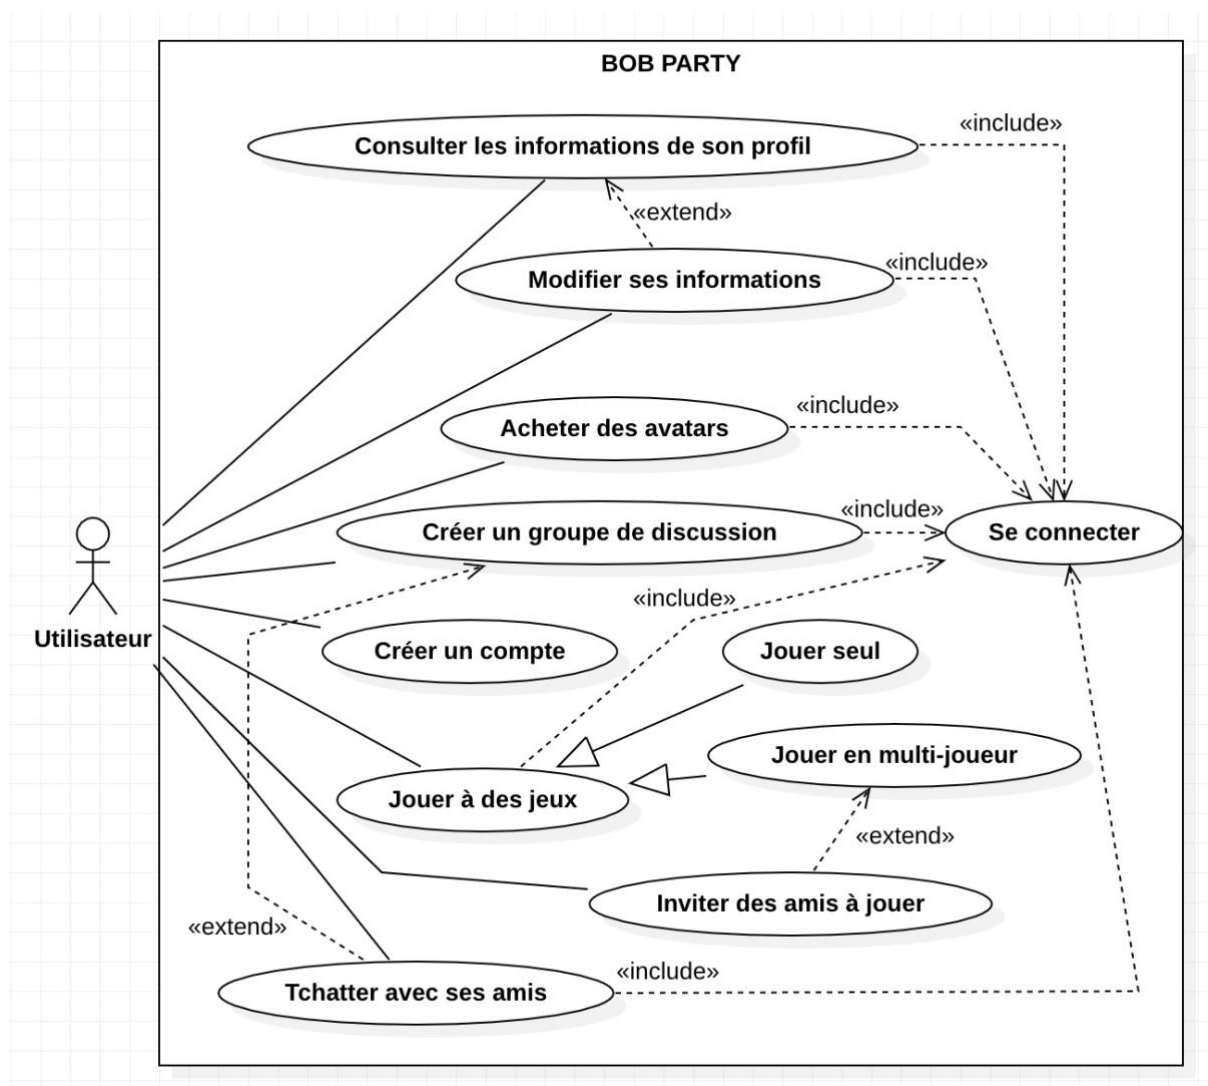 BOB PARTY
«include»
Consulter les informations de son profil
«extend»
«include»
Modifier ses informations
«include»
Acheter des avatars
«include»
Créer un groupe de discussion
Se connecter
«include»
Utilisateur
Créer un compte
Jouer seul
Jouer en multi-joueur
Jouer à des jeux
«extend»
Inviter des amis à jouer
«extend»
«include»
Tchatter avec ses amis